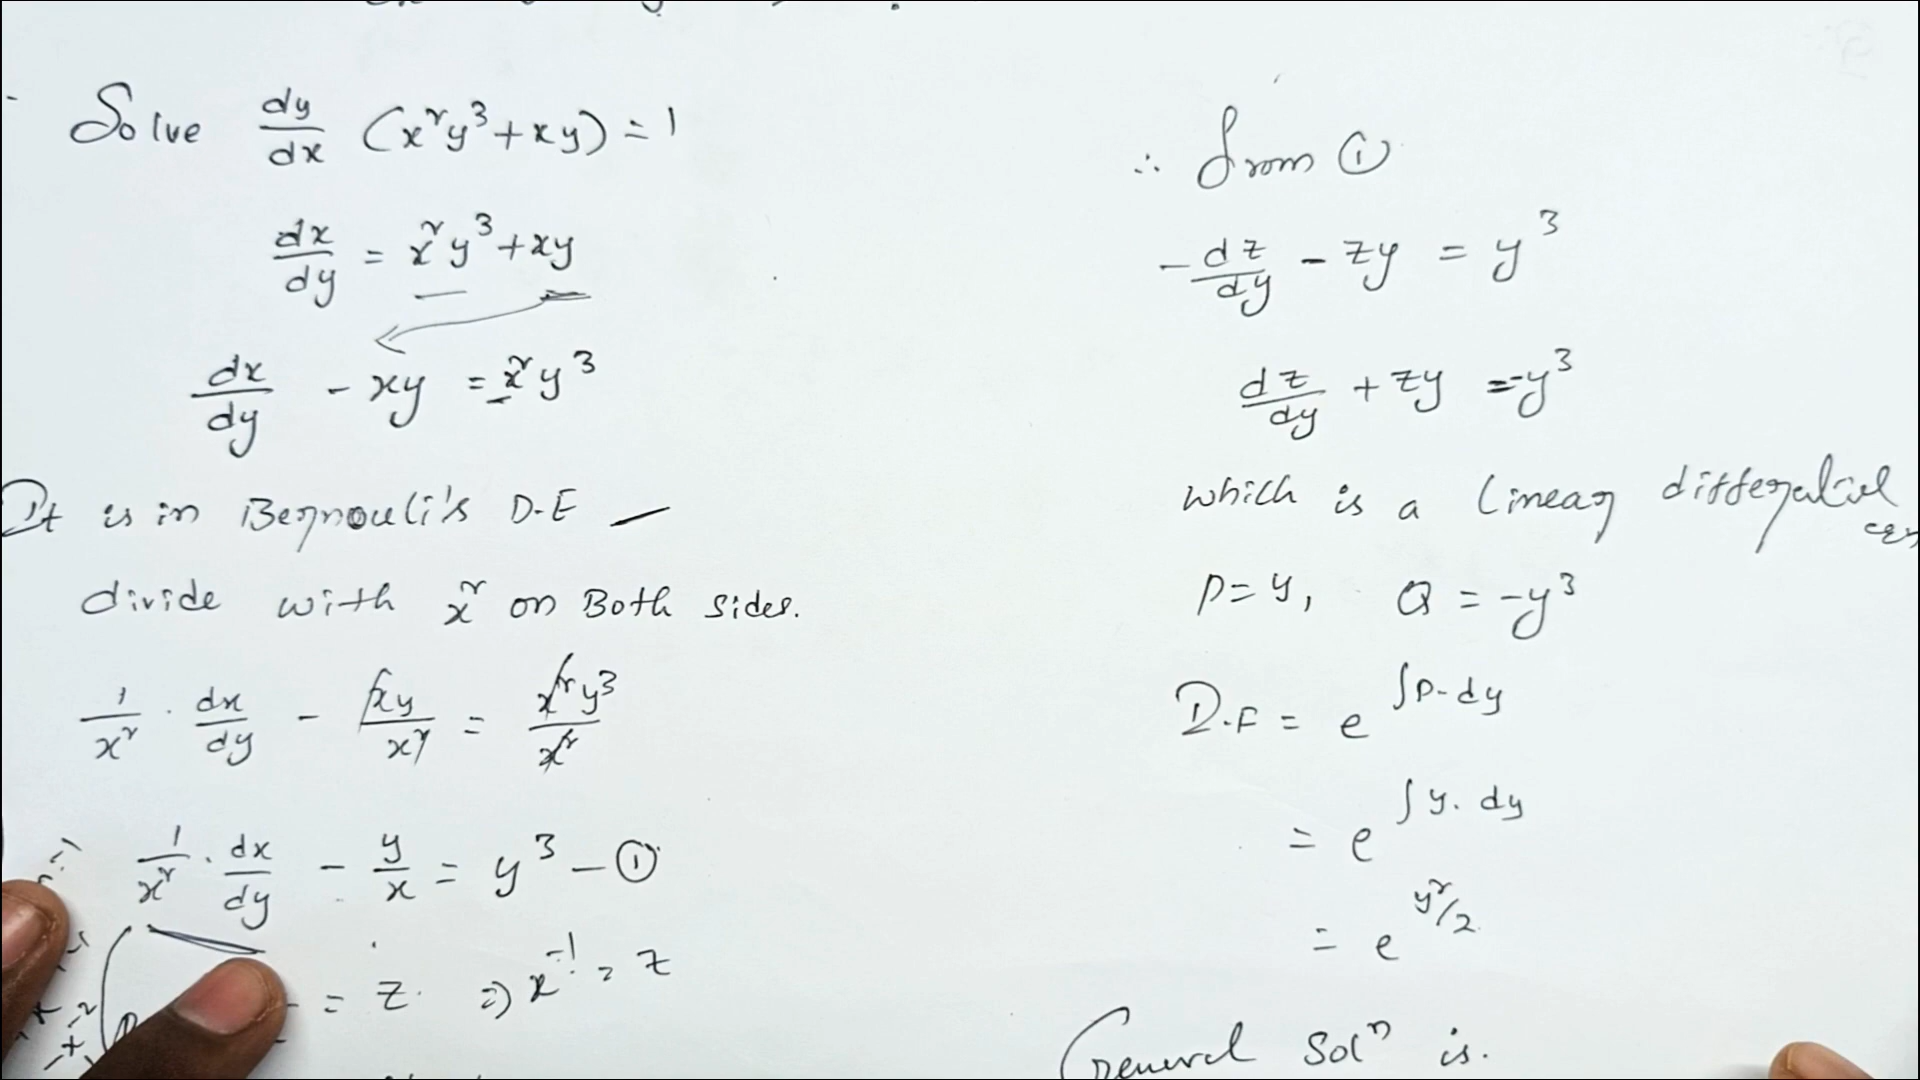 Solve dy/dx (x²y³+xy)=1
dx/dy = x²y³+xy
dx/dy - xy = x²y³
It is in Bernouli's D.E
divide with x² on Both sides.
1/x² · dx/dy - xy/x² = x²y³/x²
1/x² · dx/dy - y/x = y³ - ①
= z ⇒ x⁻¹ = z
∴ from ①
-dz/dy - zy = y³
dz/dy + zy = -y³
which is a linear differential
P=y, Q = -y³
I.F = e^∫P·dy
= e^∫y·dy
= e^y²/2
General Solⁿ is.